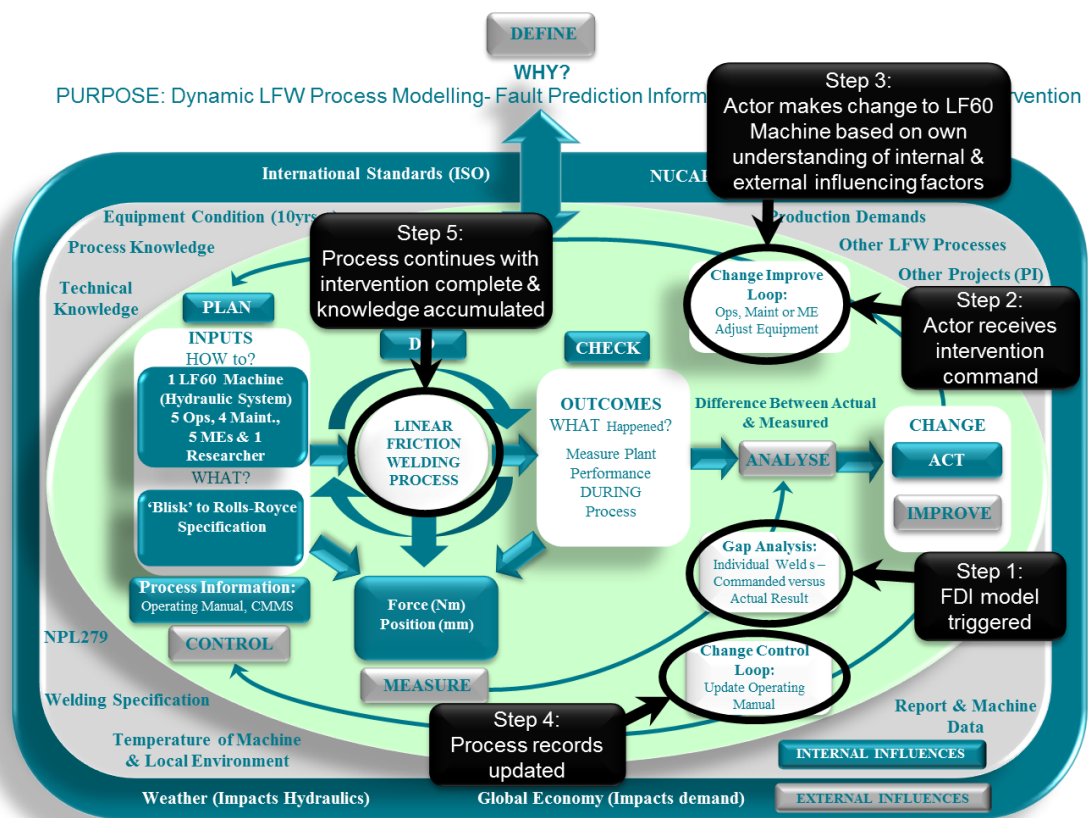 DEFINE
WHY?
PURPOSE: Dynamic LFW Process Modelling- Fault Prediction
Step 3:
Actor makes change to LF60
Machine based on own
understanding of internal &
external influencing factors
International Standards (ISO)
Equipment Condition
Production Demands
Process Knowledge
Other LFW Processes
Other Projects (PI)
Technical
Knowledge
Step 5:
Process continues with
intervention complete &
knowledge accumulated
Change Improve
Loop:
Ops, Maint or ME
Adjust Equipment
Step 2:
Actor receives
intervention
command
PLAN
INPUTS
HOW to?
1 LF60 Machine
(Hydraulic System)
5 Ops, 4 Maint.,
5 MEs & 1
Researcher
WHAT?
'Blisk' to Rolls-Royce
Specification
Process Information:
Operating Manual, CMMS
CONTROL
LINEAR
FRICTION
WELDING
PROCESS
Force (Nm)
Position (mm)
MEASURE
CHECK
OUTCOMES
WHAT Happened?
Measure Plant
Performance
DURING
Process
Difference Between Actual
& Measured
ANALYSE
CHANGE
ACT
IMPROVE
Gap Analysis:
Individual Weld s –
Commanded versus
Actual Result
Step 1:
FDI model
triggered
Change Control
Loop:
Update Operating
Manual
Step 4:
Process records
updated
NPL279
Welding Specification
Temperature of Machine
& Local Environment
Report & Machine
Data
INTERNAL INFLUENCES
Weather (Impacts Hydraulics)
Global Economy (Impacts demand)
EXTERNAL INFLUENCES